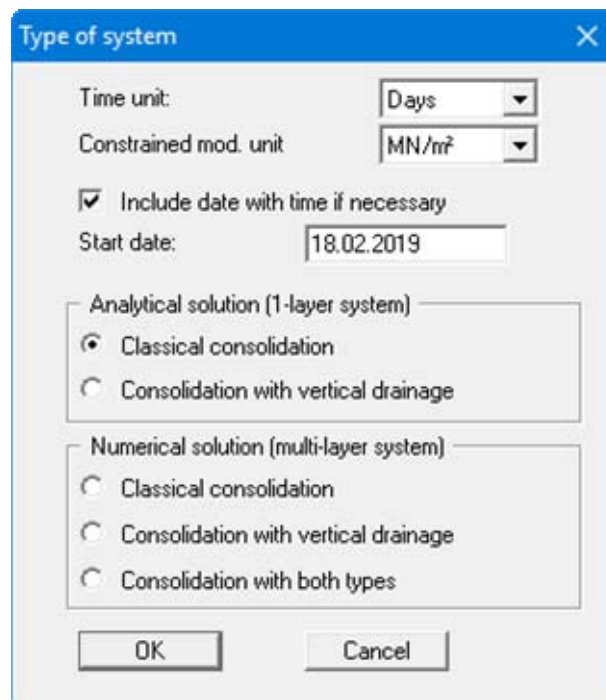 Type of system
Time unit: Days
Constrained mod. unit MN/m²
Include date with time if necessary
Start date: 18.02.2019
Analytical solution (1-layer system)
Classical consolidation
Consolidation with vertical drainage
Numerical solution (multi-layer system)
Classical consolidation
Consolidation with vertical drainage
Consolidation with both types
OK Cancel